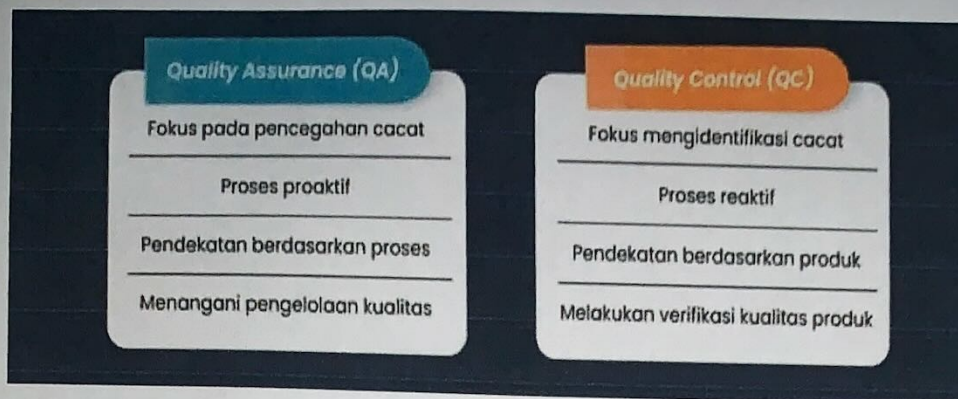 Quality Assurance (QA)
Fokus pada pencegahan cacat
Proses proaktif
Pendekatan berdasarkan proses
Menangani pengelolaan kualitas
Quality Control (QC)
Fokus mengidentifikasi cacat
Proses reaktif
Pendekatan berdasarkan produk
Melakukan verifikasi kualitas produk